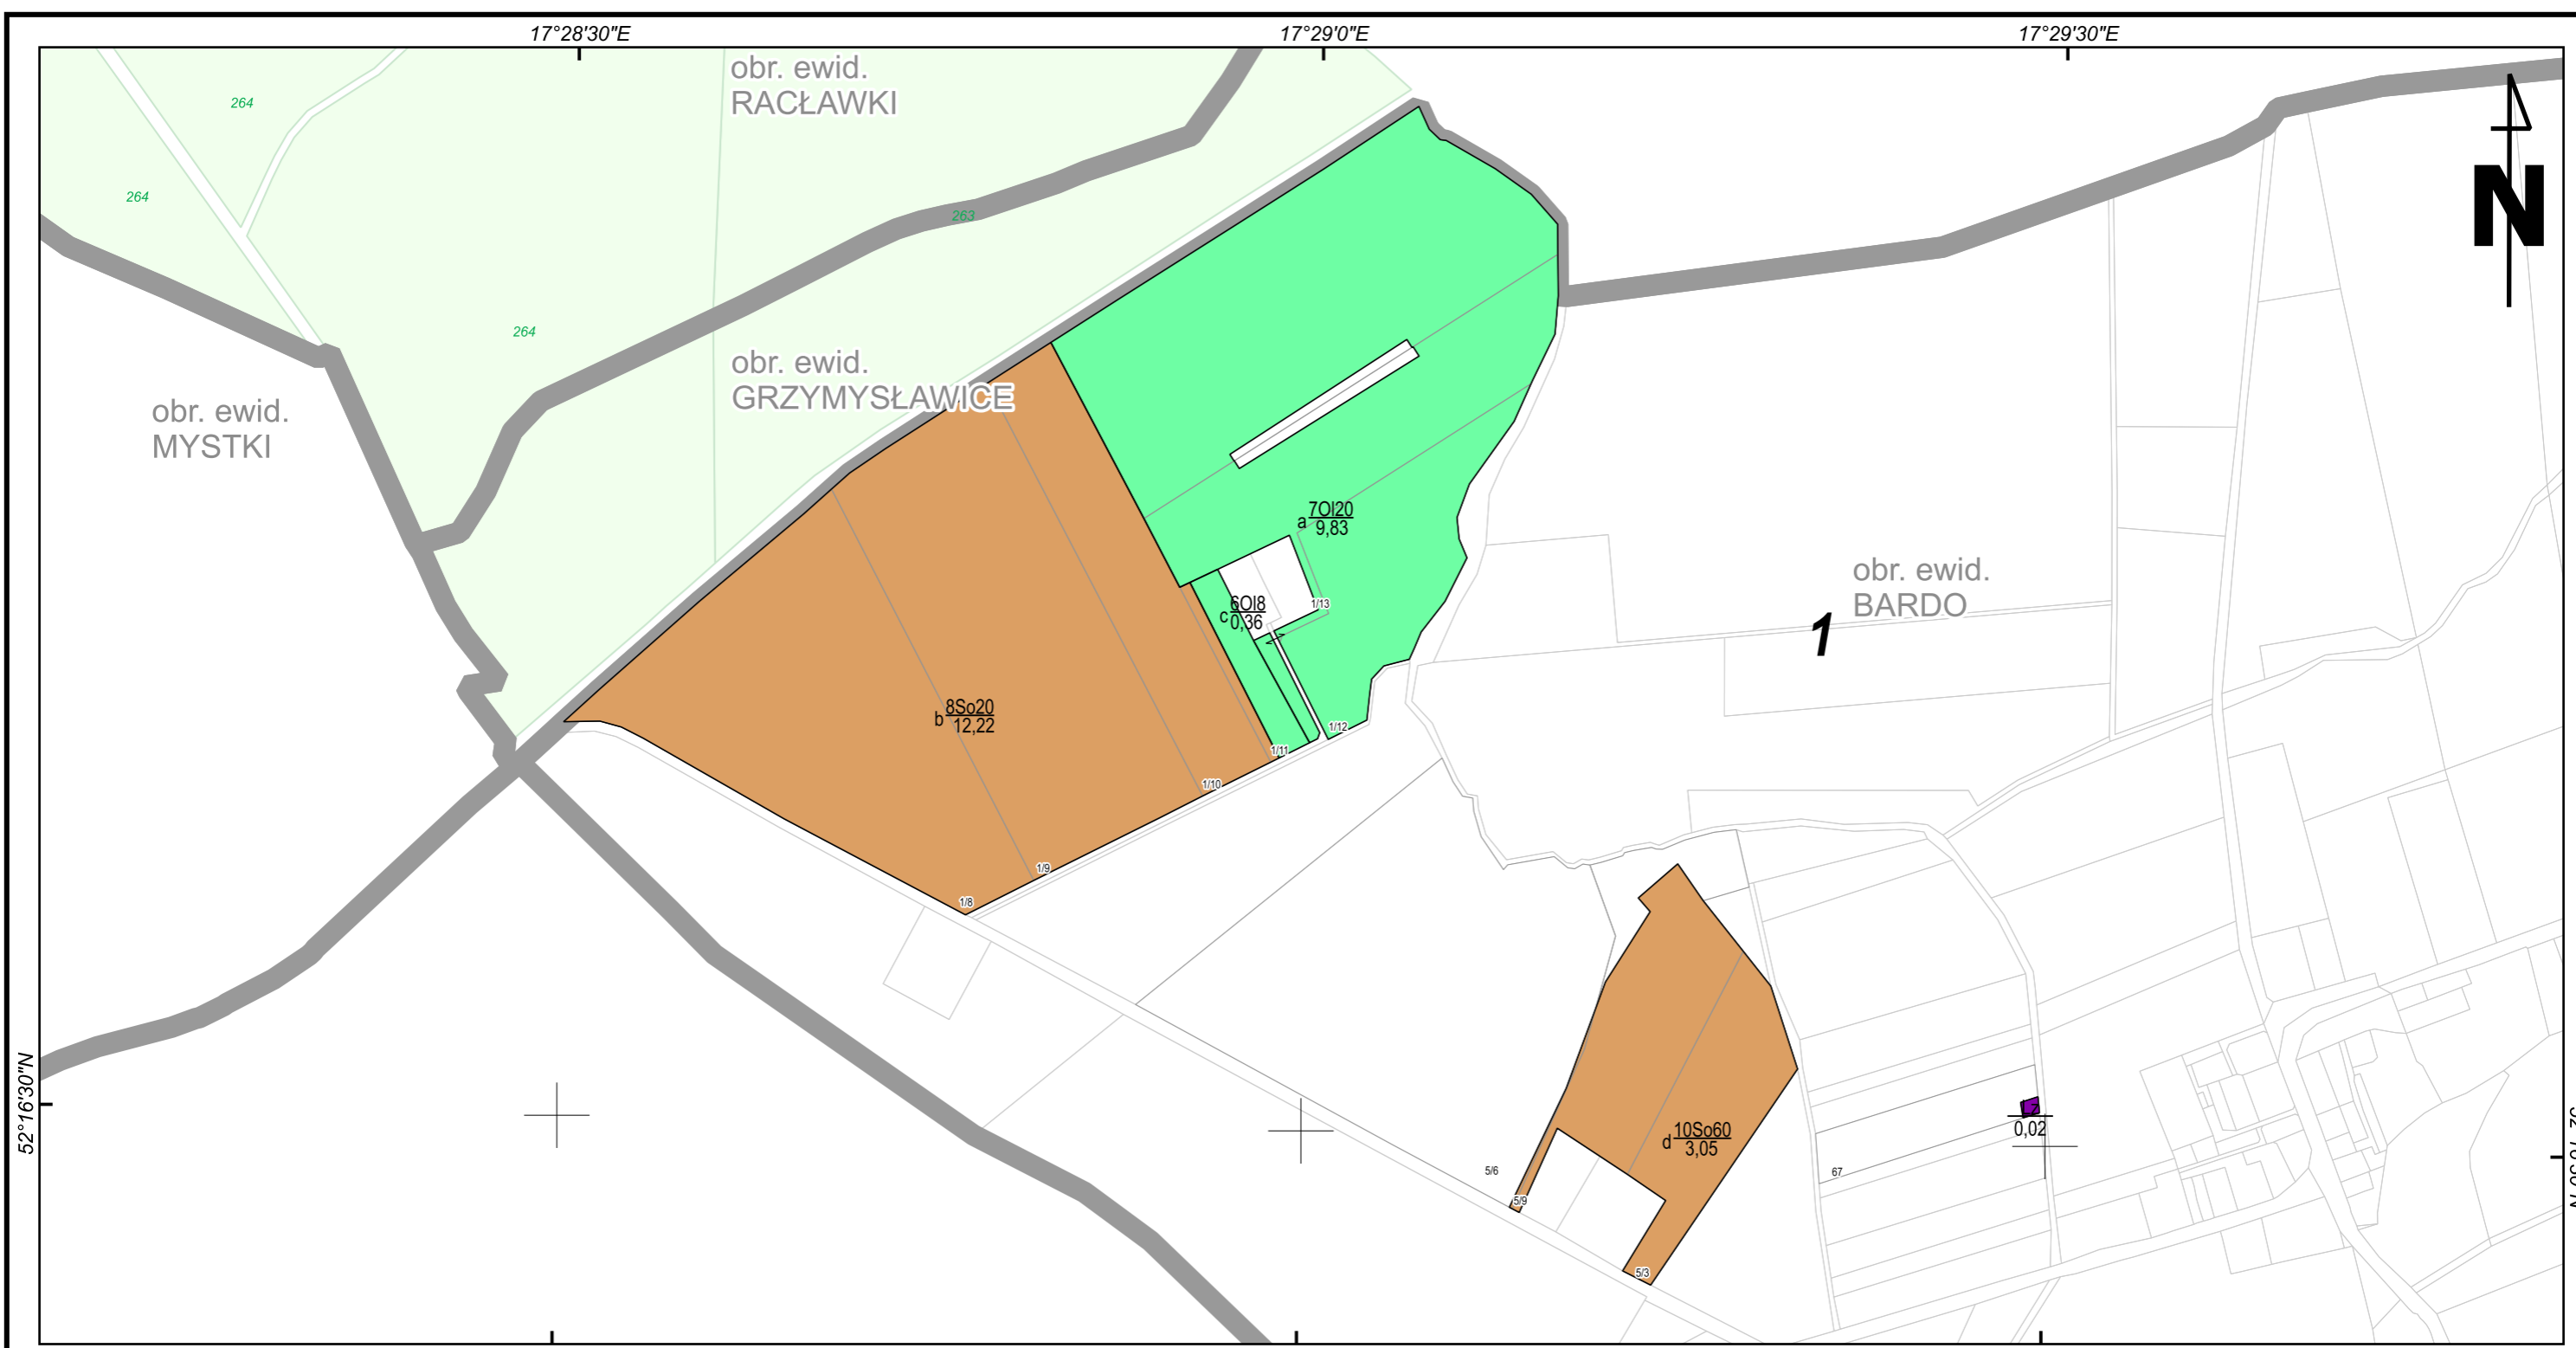 17°28'30"E
17°29'0"E
17°29'30"E
obr. ewid.
RACŁAWKI
264
264
263
264
N
obr. ewid.
GRZYMYSŁAWICE
obr. ewid.
MYSTKI
a 7Ol20
9,83
obr. ewid.
BARDO
1
c 6Ol8
0,36
1/13
b 8So20
12,22
1/12
1/11
1/10
1/9
1/8
52°16'30"N
0,02
d 10So60
3,05
5/6
67
5/9
5/3